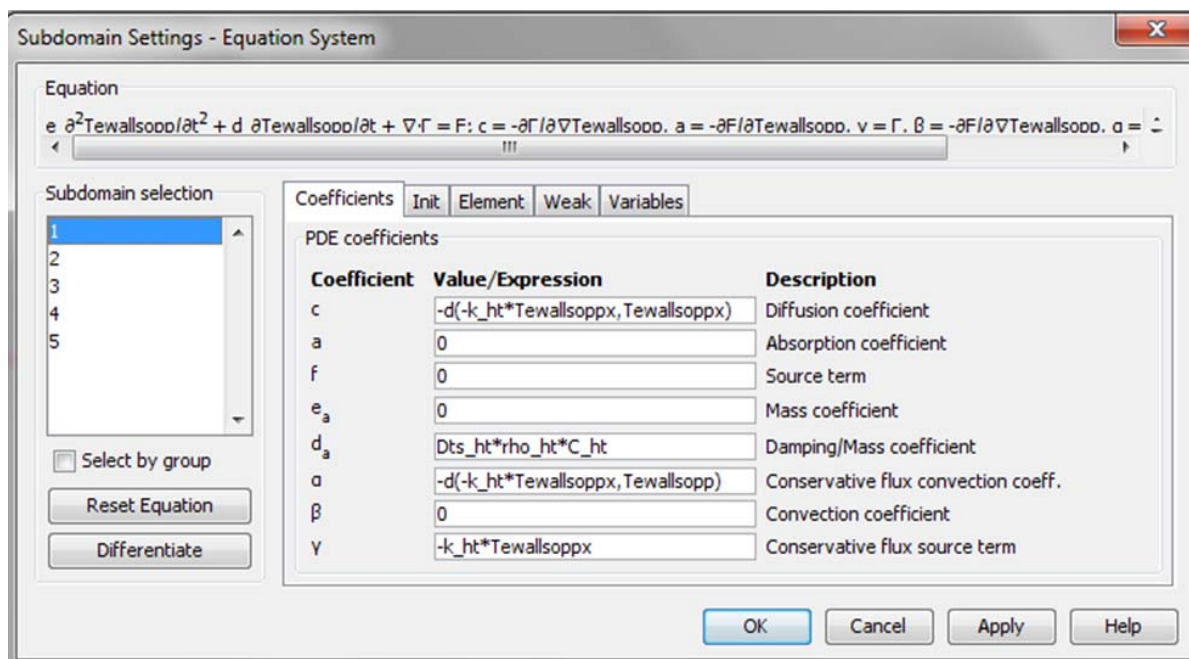 Subdomain Settings - Equation System
Equation
e ∂²Tewallsopp/∂t² + d ∂Tewallsopp/∂t + ∇·Γ = F; c = -∂Γ/∂∇Tewallsopp, a = -∂F/∂Tewallsopp, γ = Γ, β = -∂F/∂∇Tewallsopp, α =
Subdomain selection
1
2
3
4
5
Select by group
Reset Equation
Differentiate
Coefficients Init Element Weak Variables
PDE coefficients
Coefficient Value/Expression Description
c -d(-k_ht*Tewallsoppx,Tewallsoppx) Diffusion coefficient
a 0 Absorption coefficient
f 0 Source term
eₐ 0 Mass coefficient
dₐ Dts_ht*rho_ht*C_ht Damping/Mass coefficient
α -d(-k_ht*Tewallsoppx,Tewallsopp) Conservative flux convection coeff.
β 0 Convection coefficient
γ -k_ht*Tewallsoppx Conservative flux source term
OK Cancel Apply Help